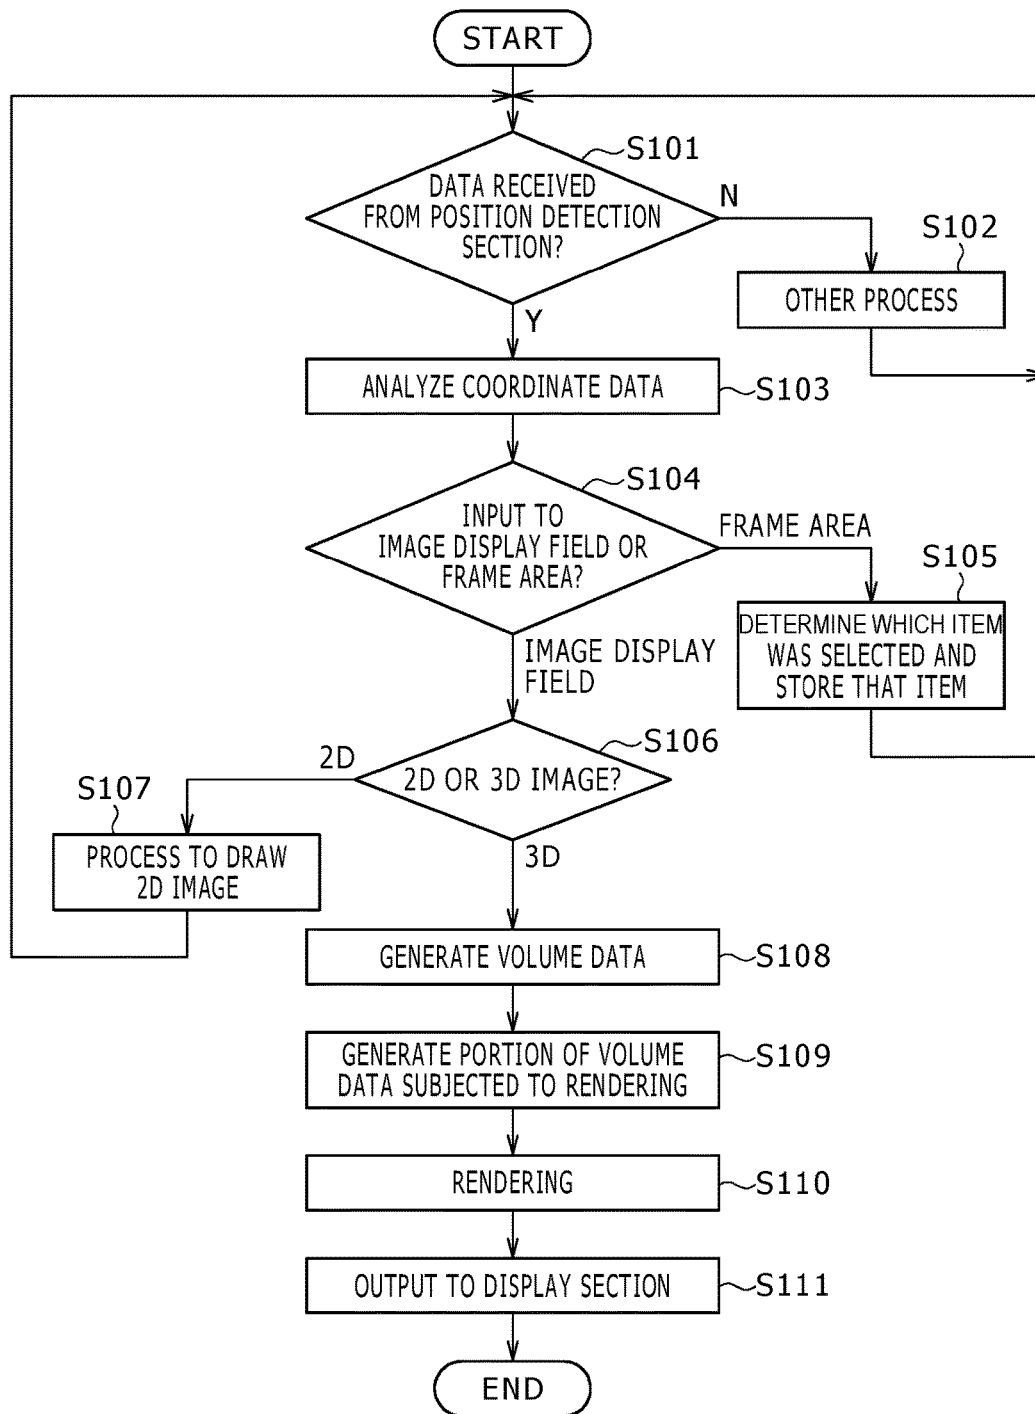 START
S101
DATA RECEIVED
FROM POSITION DETECTION
SECTION?
N
S102
OTHER PROCESS
Y
ANALYZE COORDINATE DATA
S103
S104
INPUT TO
IMAGE DISPLAY FIELD OR
FRAME AREA?
FRAME AREA
S105
DETERMINE WHICH ITEM
WAS SELECTED AND
STORE THAT ITEM
IMAGE DISPLAY
FIELD
S106
2D OR 3D IMAGE?
2D
S107
PROCESS TO DRAW
2D IMAGE
3D
GENERATE VOLUME DATA
S108
GENERATE PORTION OF VOLUME
DATA SUBJECTED TO RENDERING
S109
RENDERING
S110
OUTPUT TO DISPLAY SECTION
S111
END